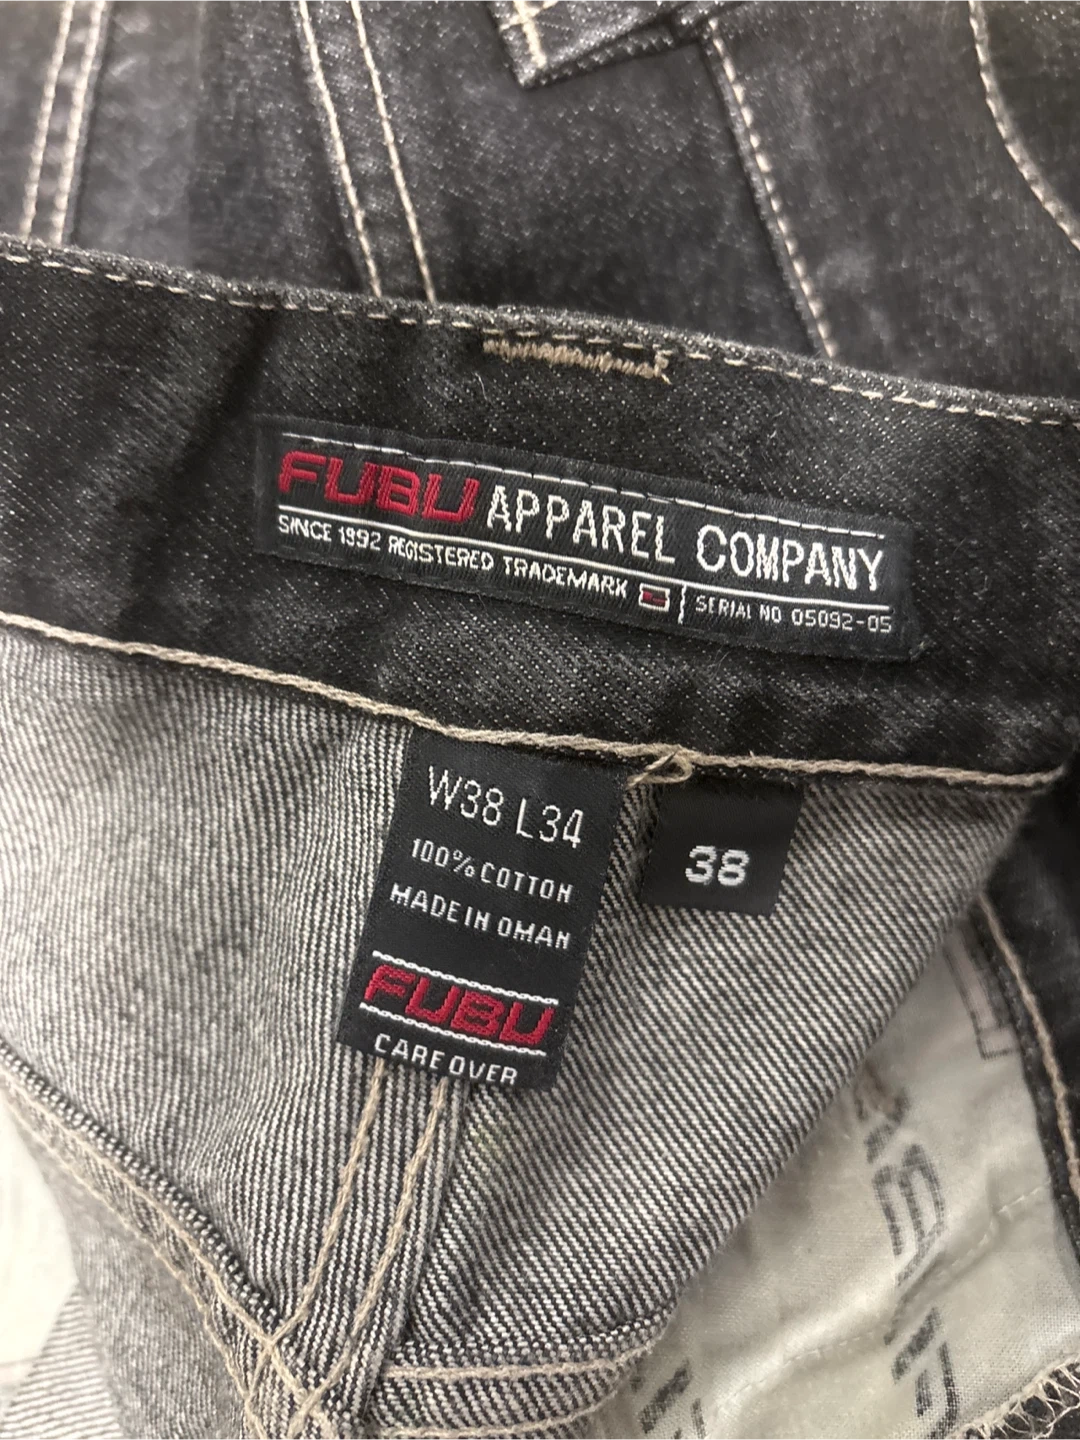 FUBU APPAREL COMPANY
SINCE 1992 REGISTERED TRADEMARK SERIAL NO 05092-05
W38 L34
100% COTTON
MADE IN OMAN
FUBU
CARE OVER
38